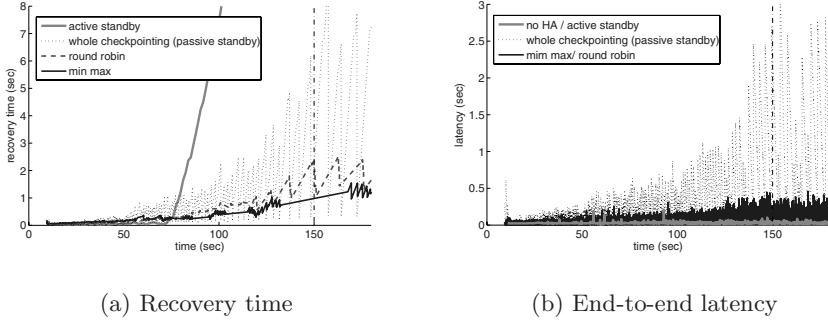 recovery time (sec)
8
7
6
5
4
3
2
1
0
active standby
whole checkpointing (passive standby)
round robin
min max
0
50
100
150
time (sec)
(a) Recovery time
latency (sec)
3
2.5
2
1.5
1
0.5
0
no HA / active standby
whole checkpointing (passive standby)
mim max/ round robin
0
50
100
150
time (sec)
(b) End-to-end latency